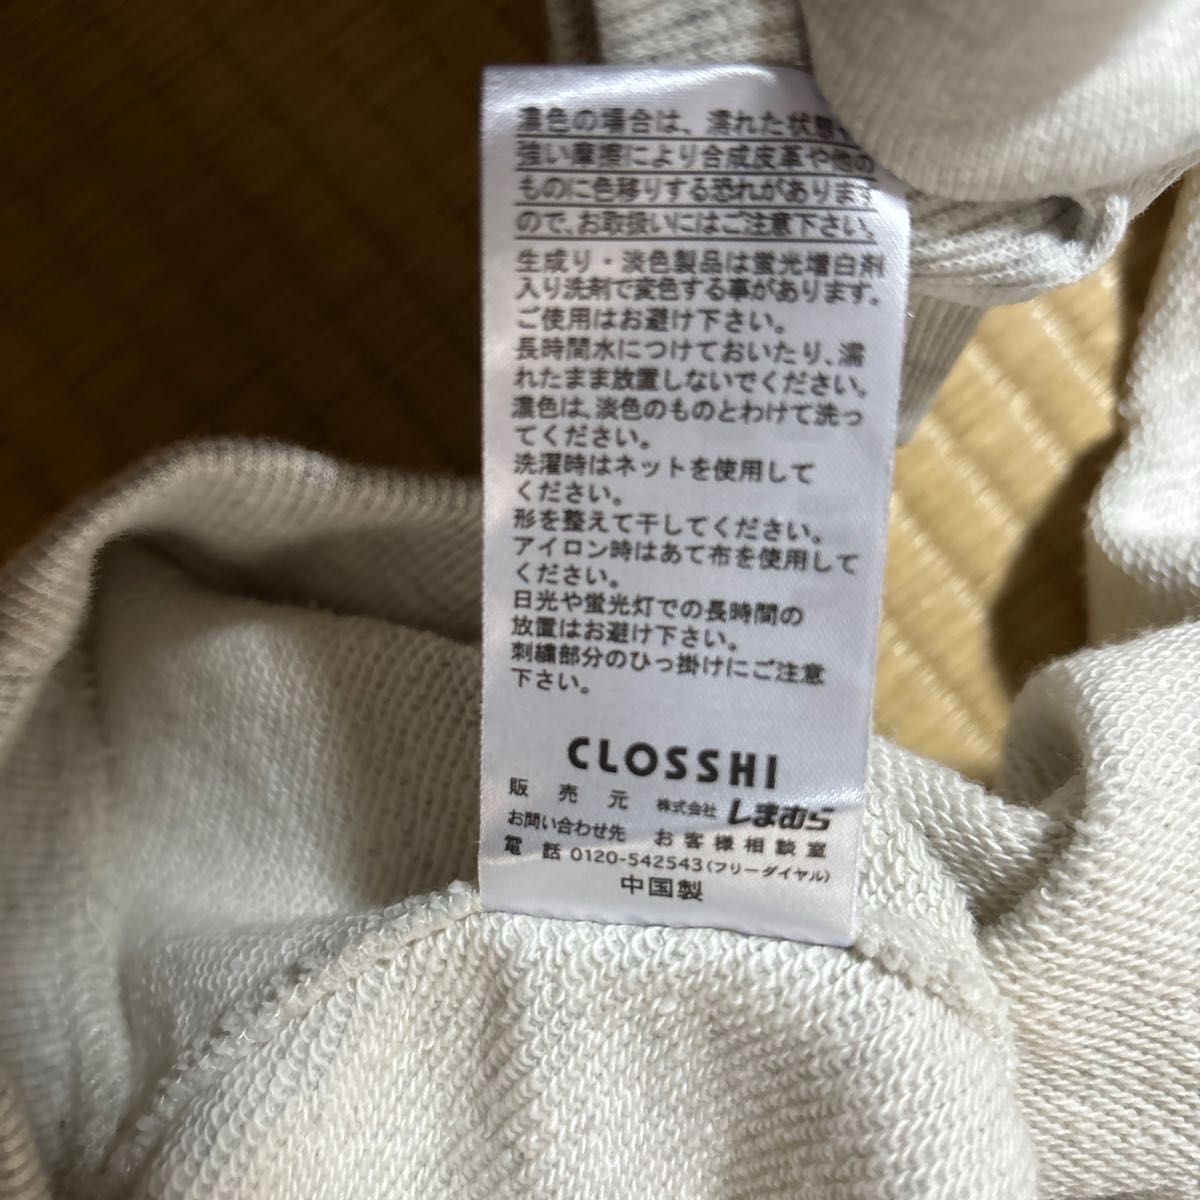 濃色の場合は、濡れた状態や
強い摩擦により合成皮革や他の
ものに色移りする恐れがあります
ので、お取扱いにはご注意下さい。
生成り・淡色製品は蛍光増白剤
入り洗剤で変色する事があります。
ご使用はお避け下さい。
長時間水につけておいたり、濡
れたまま放置しないでください。
濃色は、淡色のものとわけて洗っ
てください。
洗濯時はネットを使用して
ください。
形を整えて干してください。
アイロン時はあて布を使用して
ください。
日光や蛍光灯での長時間の
放置はお避け下さい。
刺繍部分のひっ掛けにご注意
下さい。
CLOSSHI
販売元 株式会社 しまむら
お問い合わせ先 お客様相談室
電話 0120-542543(フリーダイヤル)
中国製